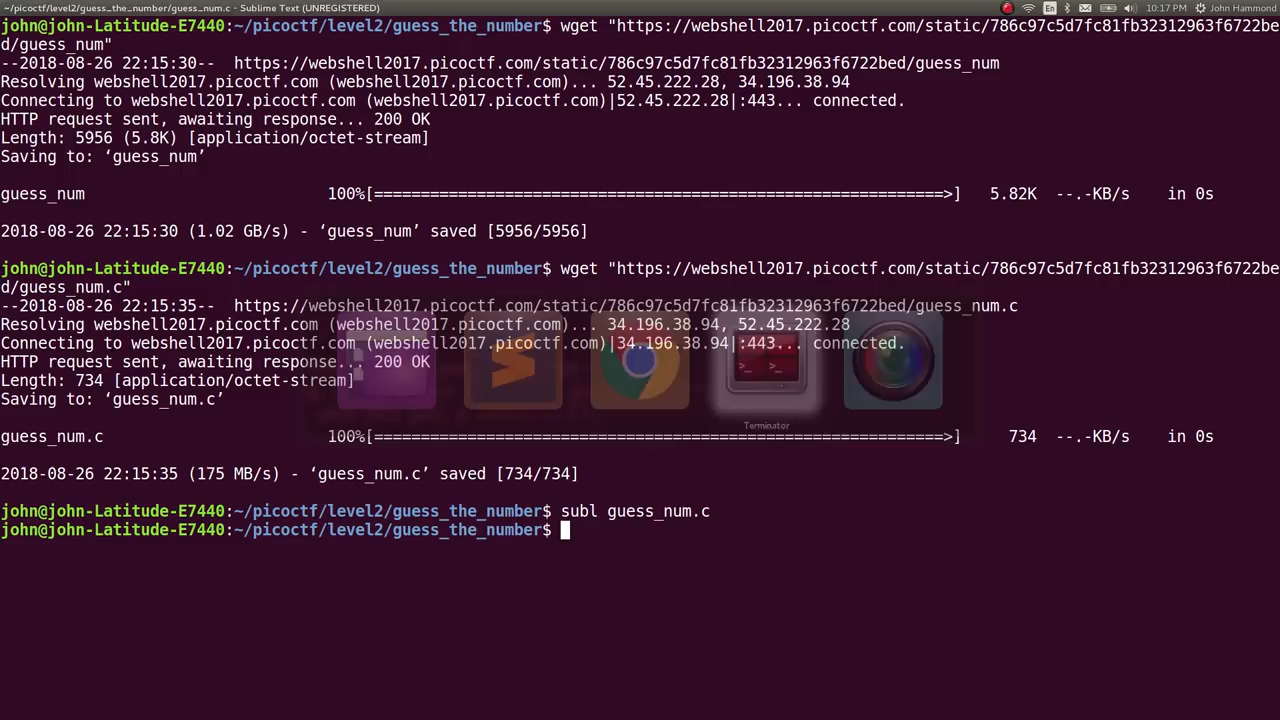 ~/picoctf/level2/guess_the_number/guess_num.c - Sublime Text (UNREGISTERED)
En
10:17 PM
John Hammond
john@john-Latitude-E7440:~/picoctf/level2/guess_the_number$ wget "https://webshell2017.picoctf.com/static/786c97c5d7fc81fb32312963f6722be
d/guess_num"
--2018-08-26 22:15:30--  https://webshell2017.picoctf.com/static/786c97c5d7fc81fb32312963f6722bed/guess_num
Resolving webshell2017.picoctf.com (webshell2017.picoctf.com)... 52.45.222.28, 34.196.38.94
Connecting to webshell2017.picoctf.com (webshell2017.picoctf.com)|52.45.222.28|:443... connected.
HTTP request sent, awaiting response... 200 OK
Length: 5956 (5.8K) [application/octet-stream]
Saving to: ‘guess_num’
guess_num 100%[=============================================================>] 5.82K --.-KB/s in 0s
2018-08-26 22:15:30 (1.02 GB/s) - ‘guess_num’ saved [5956/5956]
john@john-Latitude-E7440:~/picoctf/level2/guess_the_number$ wget "https://webshell2017.picoctf.com/static/786c97c5d7fc81fb32312963f6722be
d/guess_num.c"
--2018-08-26 22:15:35--  https://webshell2017.picoctf.com/static/786c97c5d7fc81fb32312963f6722bed/guess_num.c
Resolving webshell2017.picoctf.com (webshell2017.picoctf.com)... 34.196.38.94, 52.45.222.28
Connecting to webshell2017.picoctf.com (webshell2017.picoctf.com)|34.196.38.94|:443... connected.
HTTP request sent, awaiting response... 200 OK
Length: 734 [application/octet-stream]
Saving to: ‘guess_num.c’
Terminator
guess_num.c 100%[=============================================================>] 734 --.-KB/s in 0s
2018-08-26 22:15:35 (175 MB/s) - ‘guess_num.c’ saved [734/734]
john@john-Latitude-E7440:~/picoctf/level2/guess_the_number$ subl guess_num.c
john@john-Latitude-E7440:~/picoctf/level2/guess_the_number$